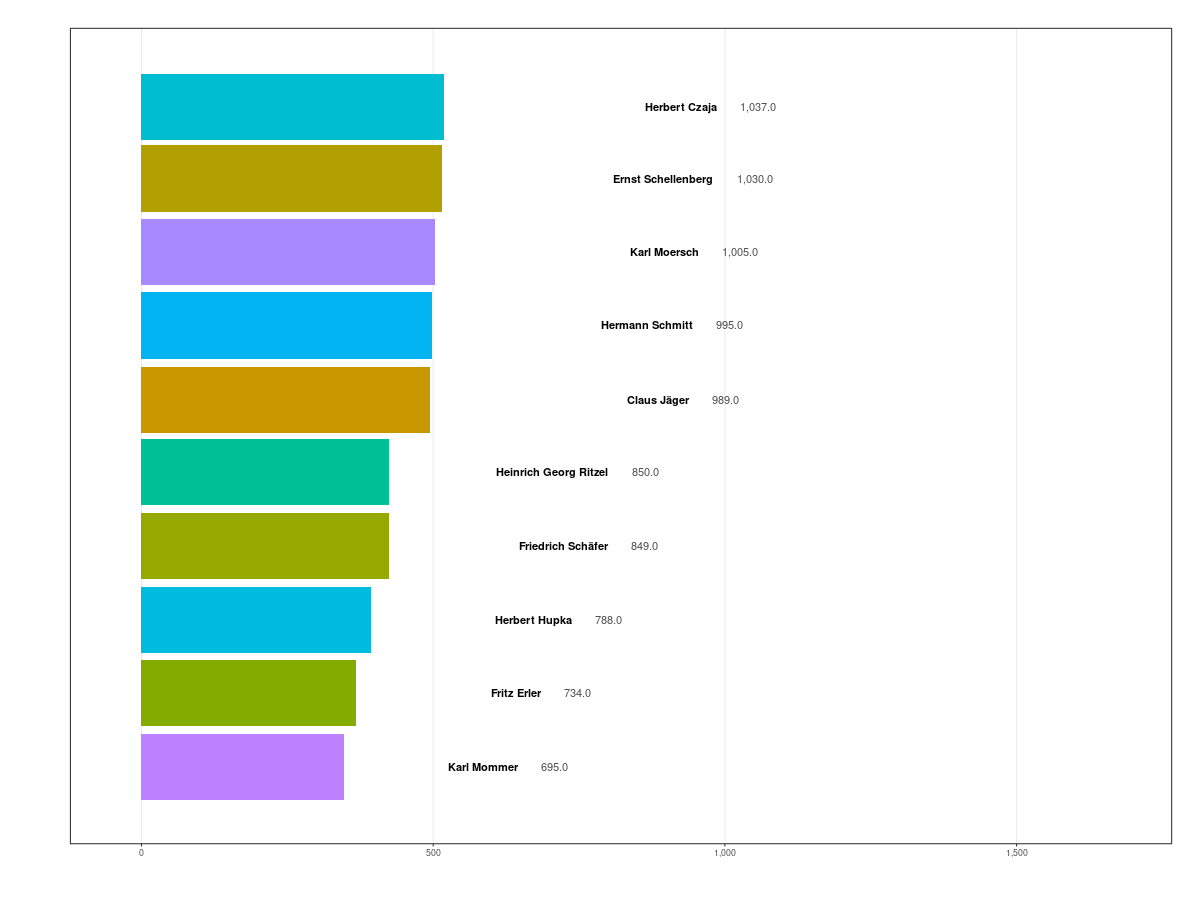 Herbert Czaja 1,037.0
Ernst Schellenberg 1,030.0
Karl Moersch 1,005.0
Hermann Schmitt 995.0
Claus Jäger 989.0
Heinrich Georg Ritzel 850.0
Friedrich Schäfer 849.0
Herbert Hupka 788.0
Fritz Erler 734.0
Karl Mommer 695.0
0 500 1,000 1,500